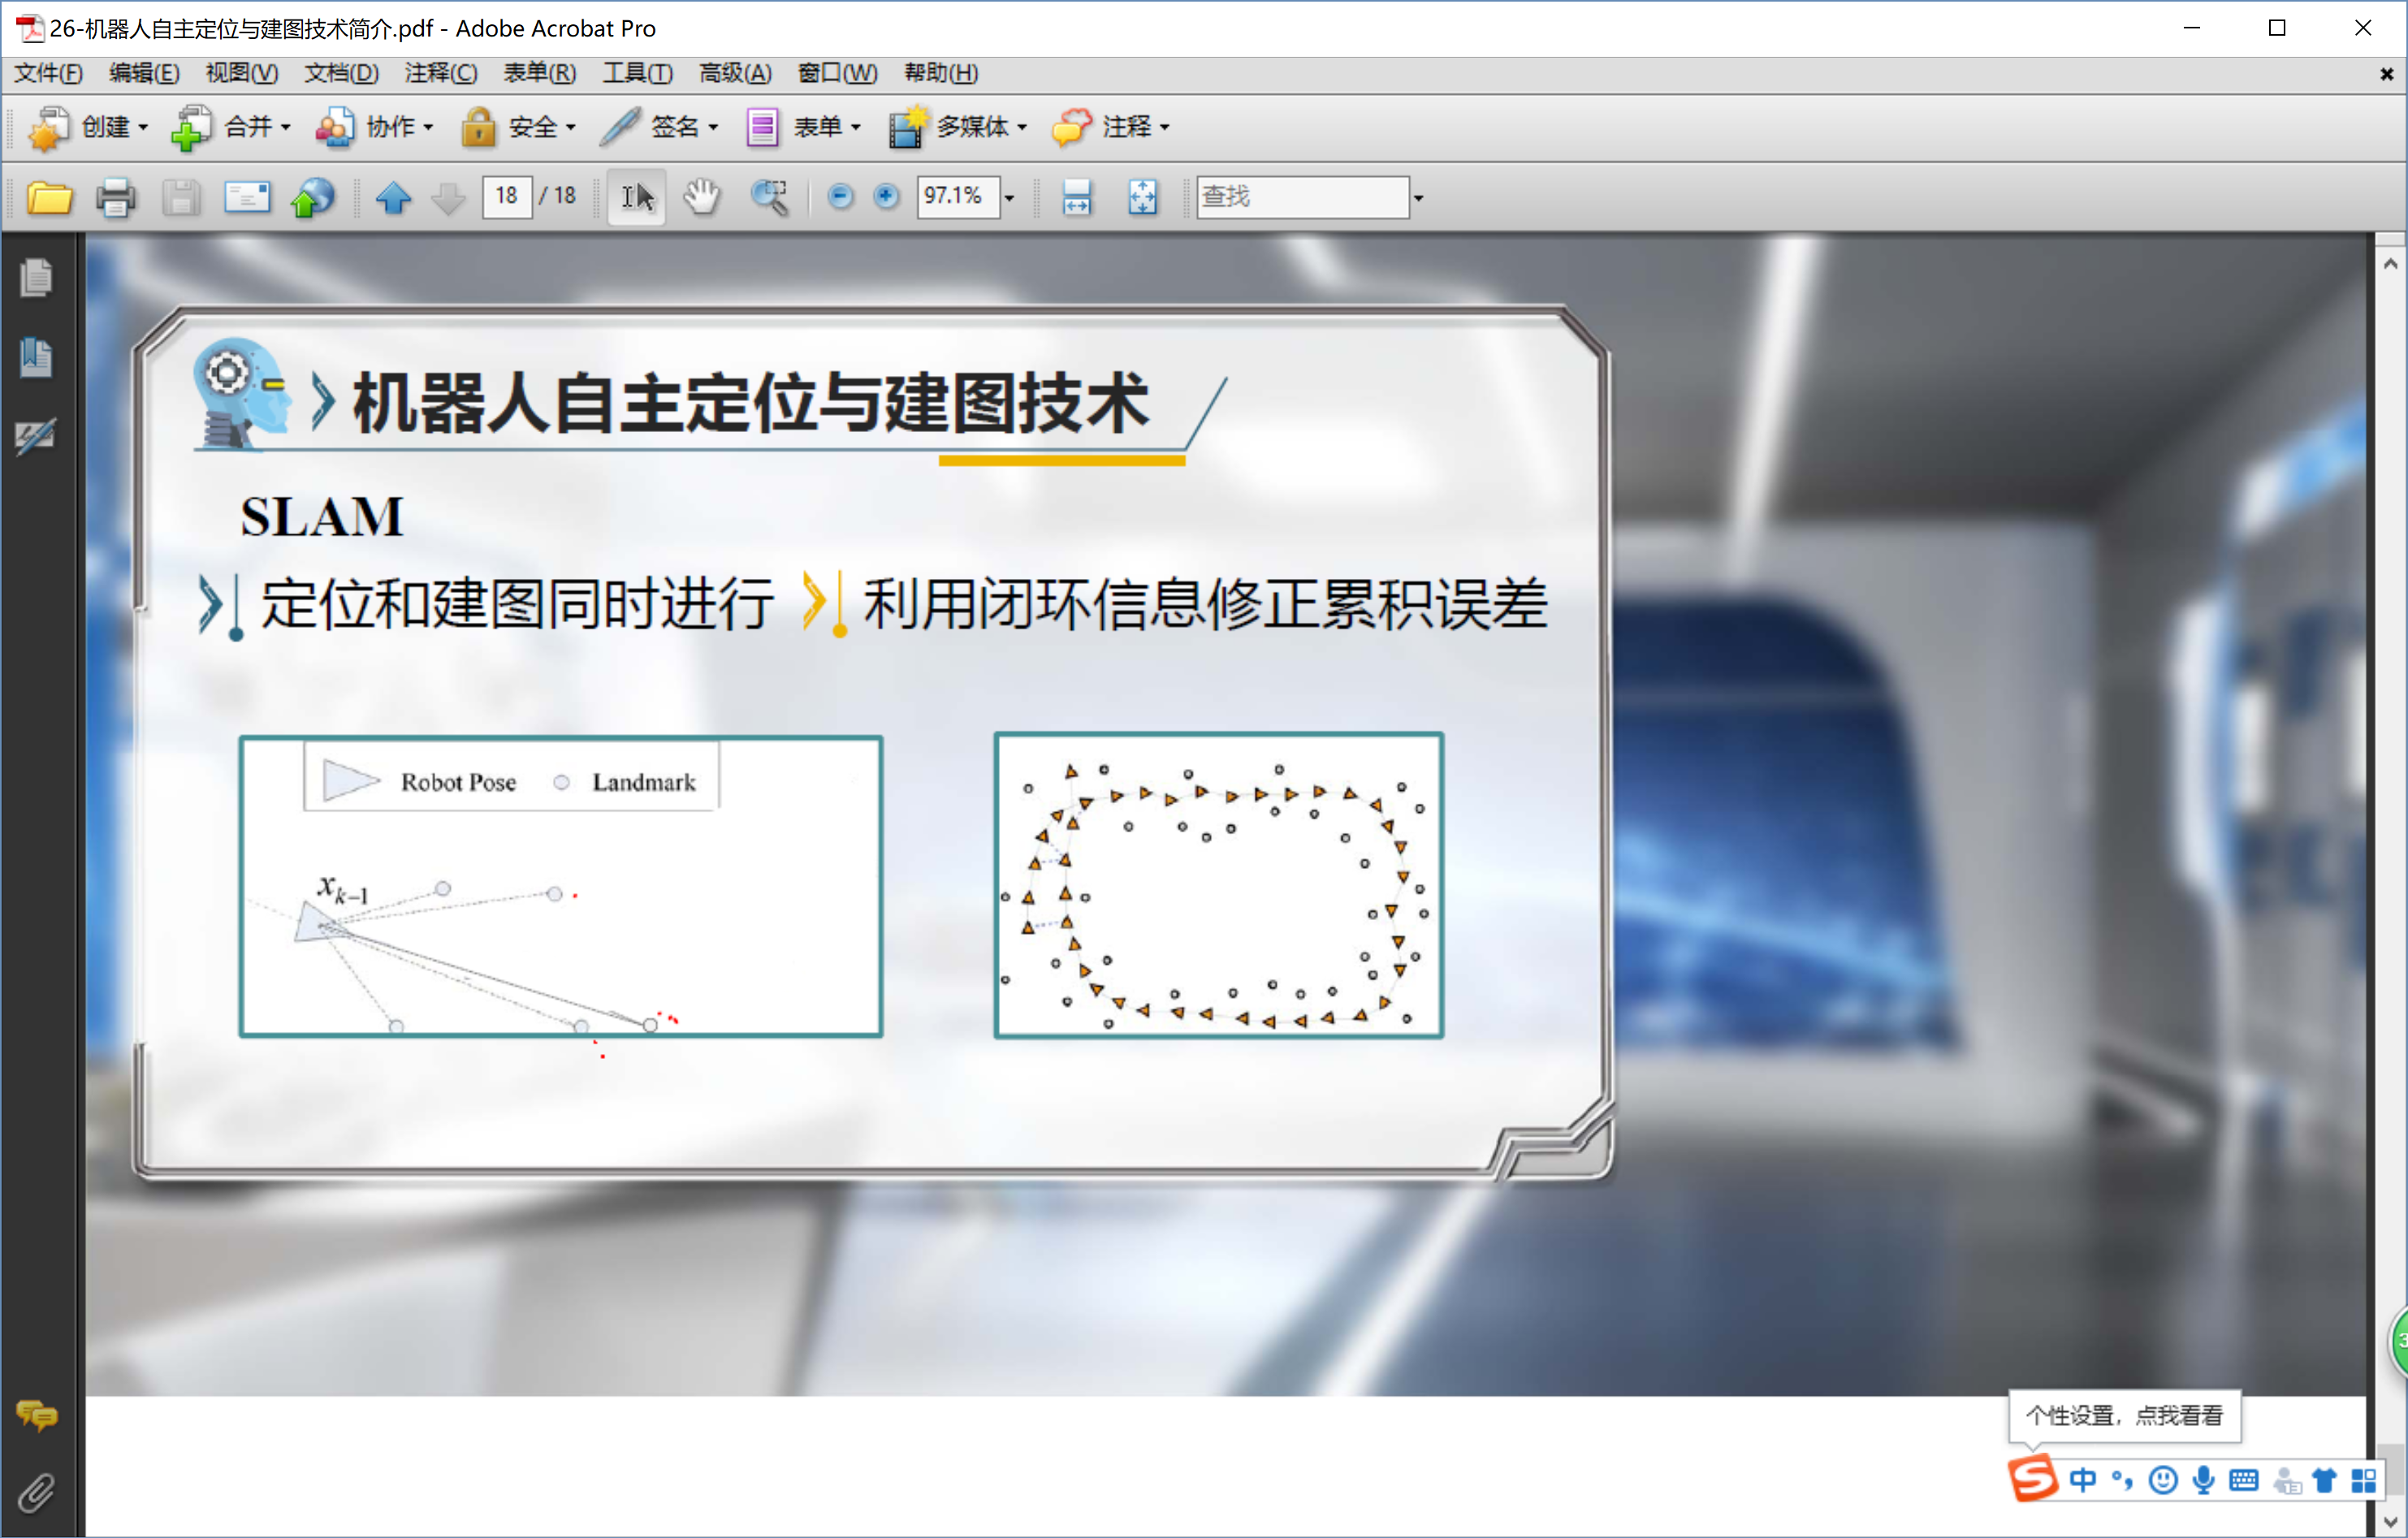 26-机器人自主定位与建图技术简介.pdf - Adobe Acrobat Pro
文件(F) 编辑(E) 视图(V) 文档(D) 注释(C) 表单(R) 工具(T) 高级(A) 窗口(W) 帮助(H)
创建 合并 协作 安全 签名 表单 多媒体 注释
18 / 18 97.1% 查找
机器人自主定位与建图技术
SLAM
定位和建图同时进行 利用闭环信息修正累积误差
Robot Pose Landmark
x_{k-1}
个性设置，点我看看
S 中
3